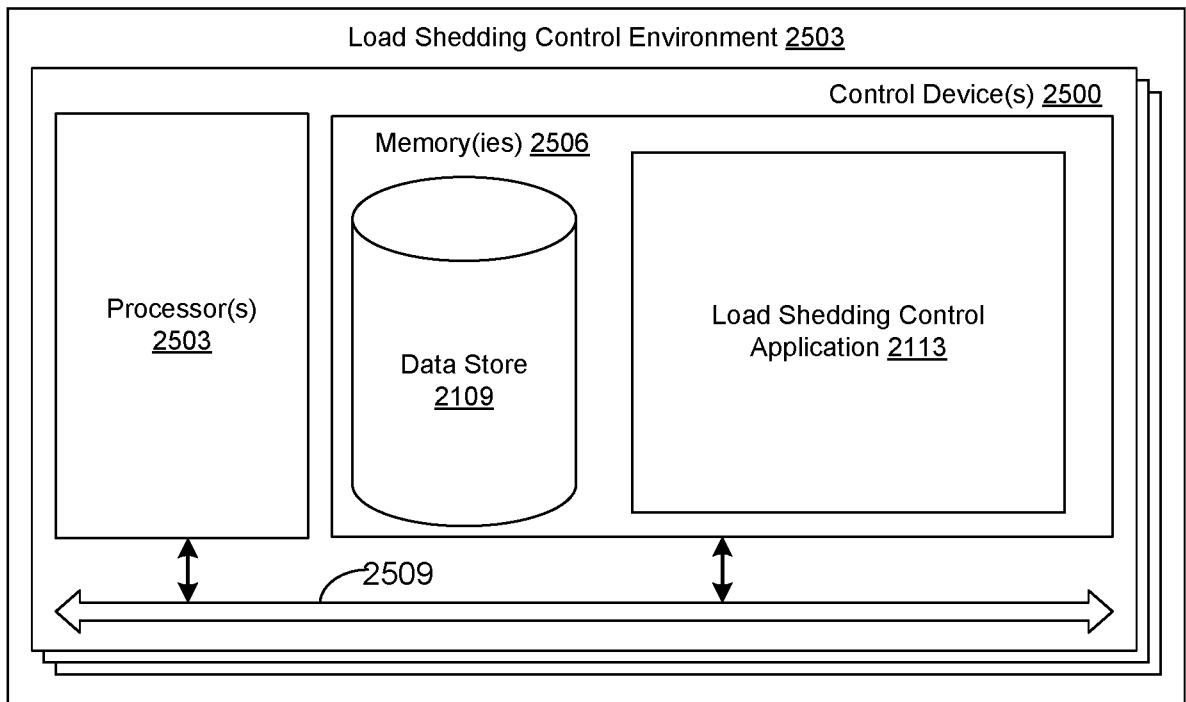 Load Shedding Control Environment 2503
Control Device(s) 2500
Memory(ies) 2506
Processor(s)
2503
Data Store
2109
Load Shedding Control
Application 2113
2509